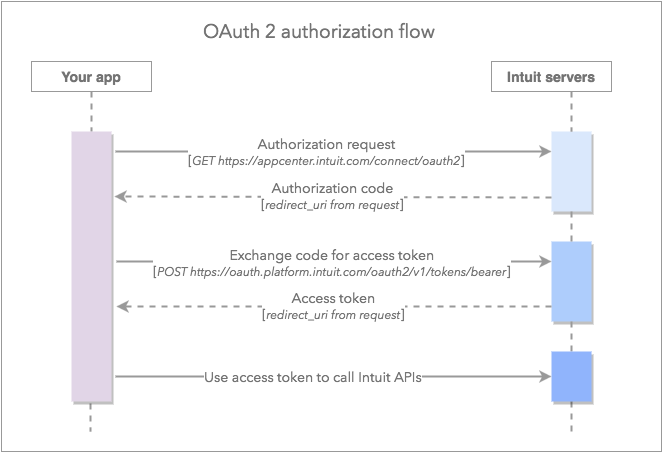 OAuth 2 authorization flow
Your app
Intuit servers
Authorization request
[GET https://appcenter.intuit.com/connect/oauth2]
Authorization code
[redirect_uri from request]
Exchange code for access token
[POST https://oauth.platform.intuit.com/oauth2/v1/tokens/bearer]
Access token
[redirect_uri from request]
Use access token to call Intuit APIs